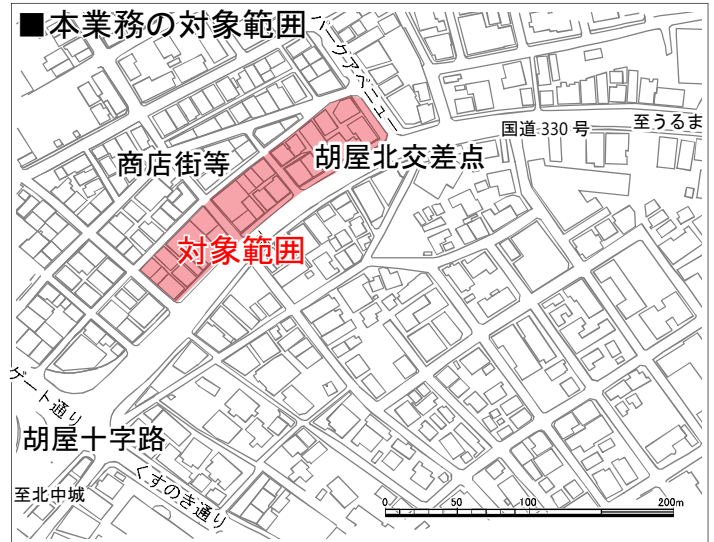 ■本業務の対象範囲
パークアベニュー
国道 330 号
至うるま
商店街等
胡屋北交差点
対象範囲
ゲート通り
胡屋十字路
至北中城
くすのき通り
0 50 100 200m